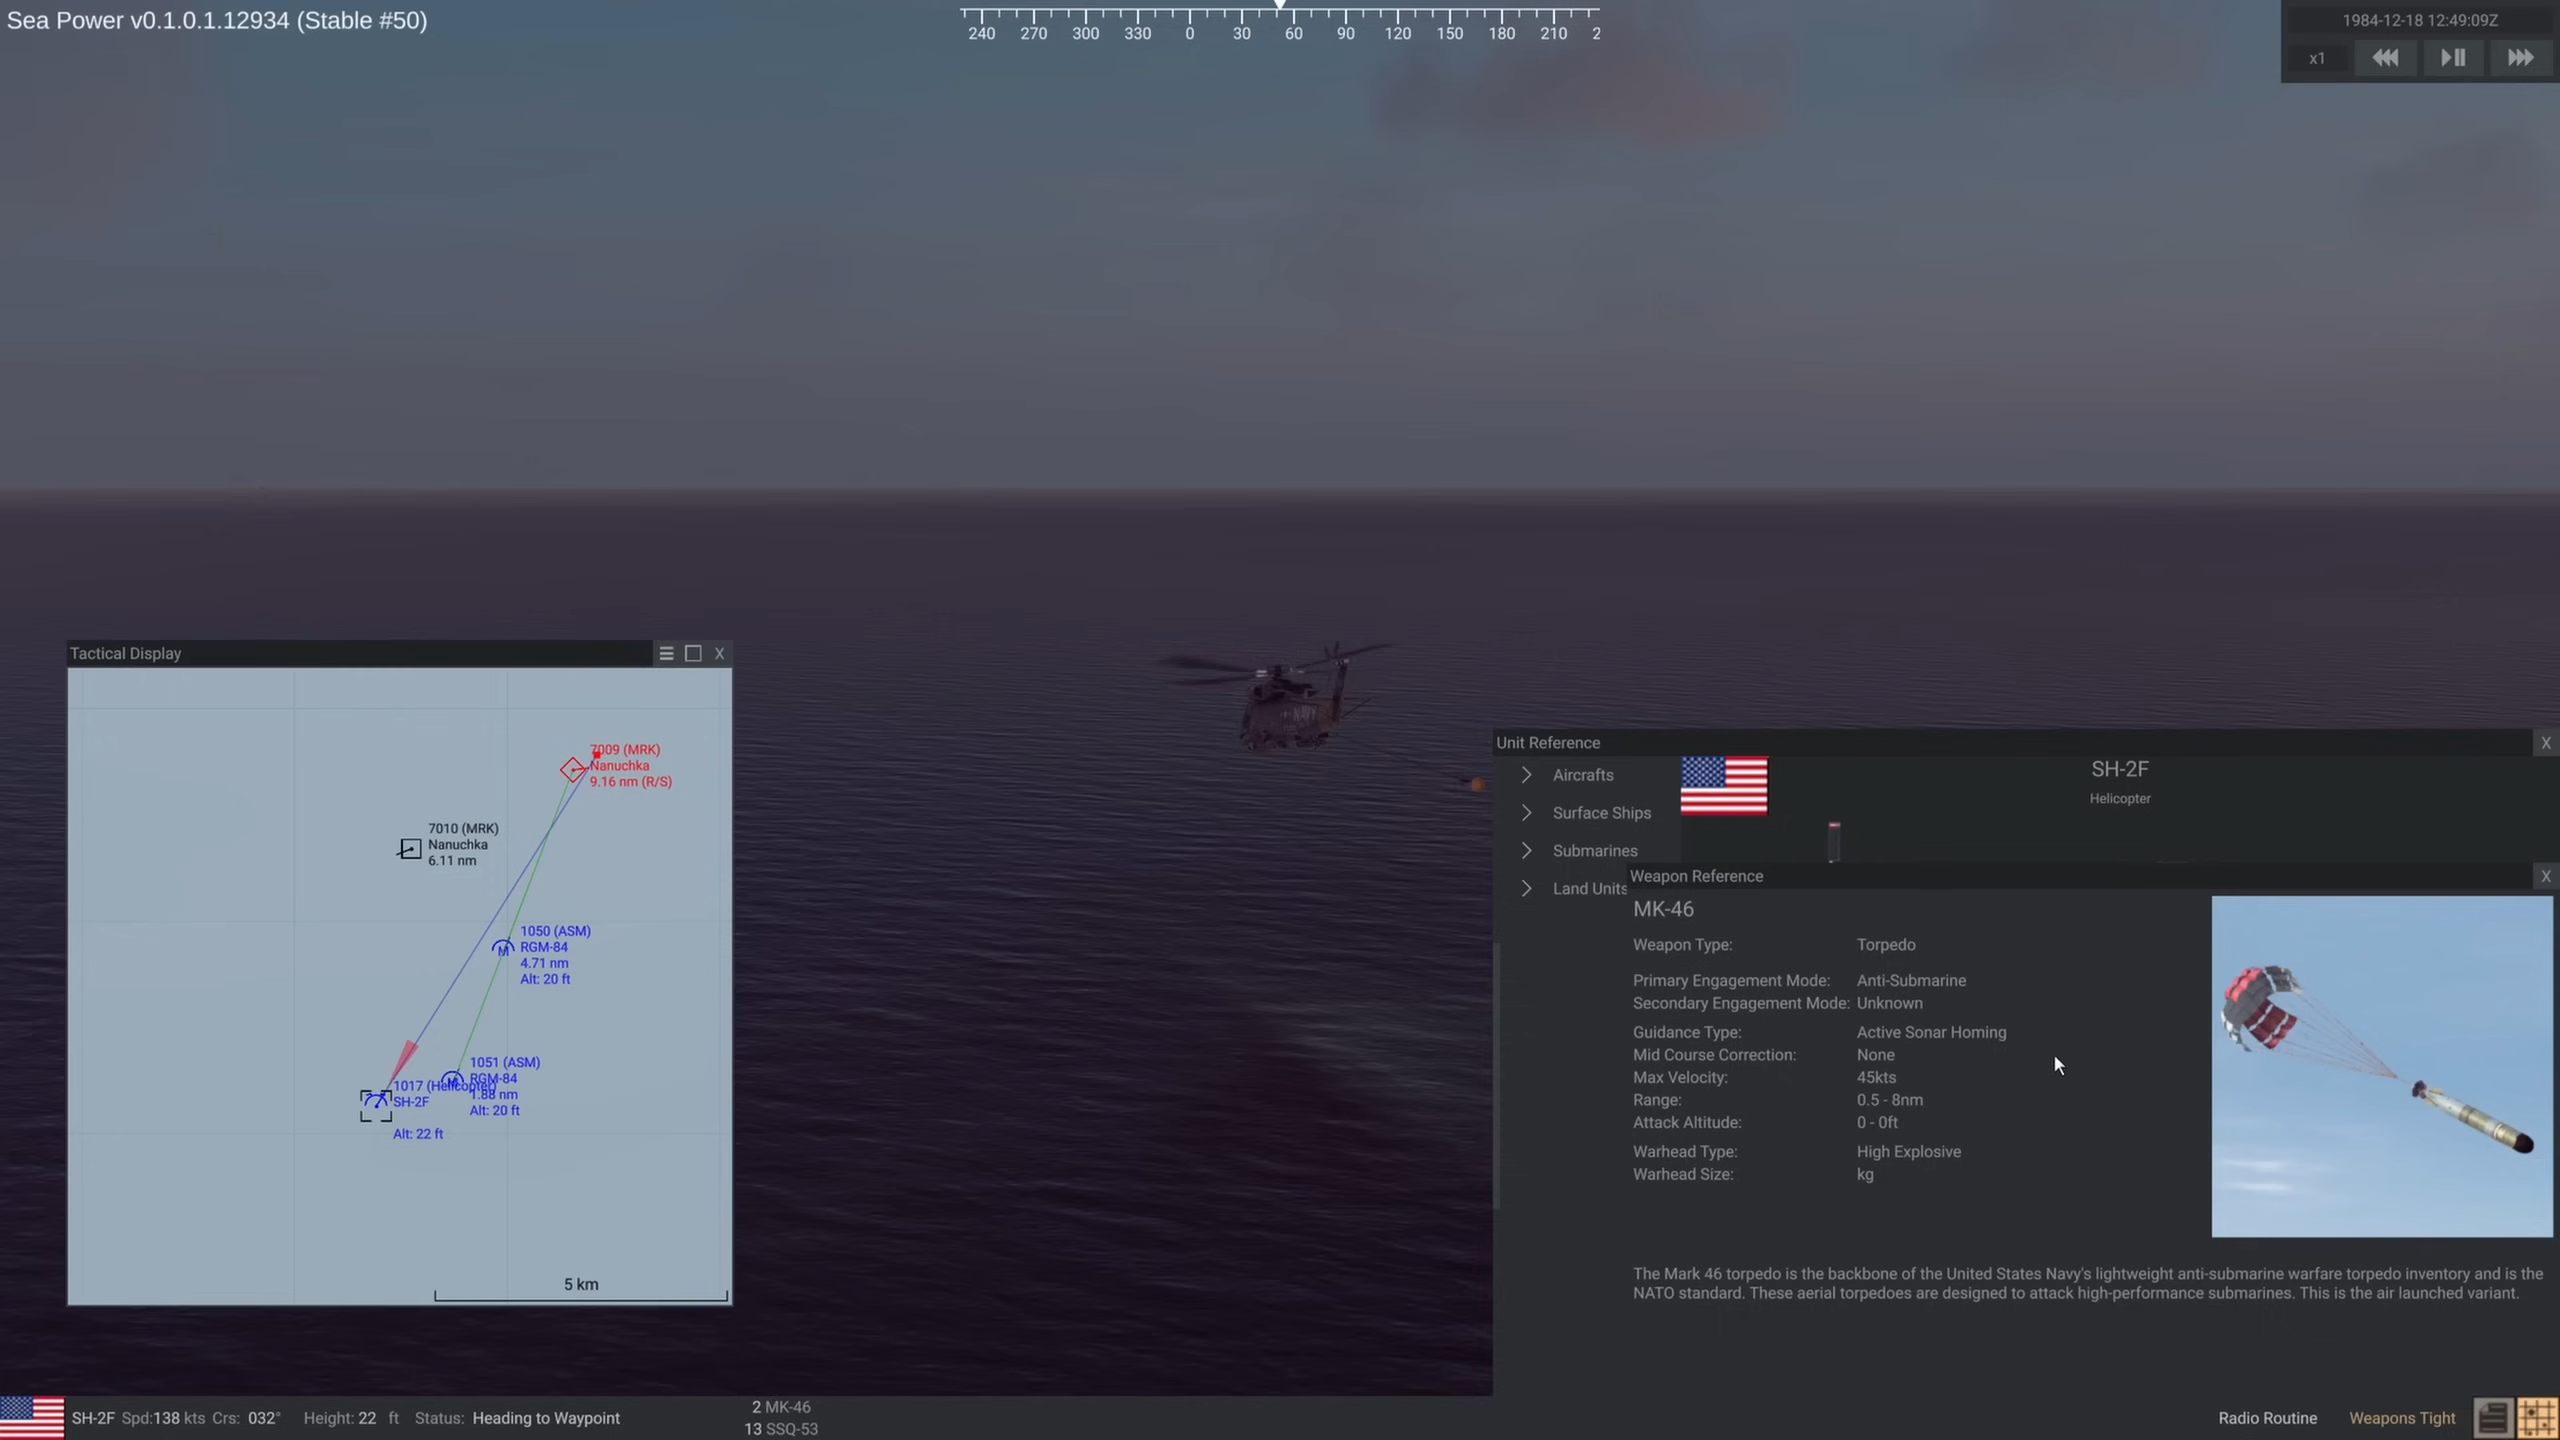 Sea Power v0.1.0.1.12934 (Stable #50)
240 270 300 330 0 30 60 90 120 150 180 210 2
1984-12-18 12:49:09Z
x1
Tactical Display
X
7009 (MRK)
Nanuchka
9.16 nm (R/S)
7010 (MRK)
Nanuchka
6.11 nm
1050 (ASM)
RGM-84
4.71 nm
Alt: 20 ft
1051 (ASM)
RGM-84
1.88 nm
Alt: 20 ft
1017 (Helicopter)
SH-2F
Alt: 22 ft
5 km
NAVY
Unit Reference
X
Aircrafts
Surface Ships
Submarines
Land Units
SH-2F
Helicopter
Weapon Reference
X
MK-46
Weapon Type: Torpedo
Primary Engagement Mode: Anti-Submarine
Secondary Engagement Mode: Unknown
Guidance Type: Active Sonar Homing
Mid Course Correction: None
Max Velocity: 45kts
Range: 0.5 - 8nm
Attack Altitude: 0 - 0ft
Warhead Type: High Explosive
Warhead Size: kg
The Mark 46 torpedo is the backbone of the United States Navy's lightweight anti-submarine warfare torpedo inventory and is the
NATO standard. These aerial torpedoes are designed to attack high-performance submarines. This is the air launched variant.
SH-2F Spd:138 kts Crs: 032° Height: 22 ft Status: Heading to Waypoint
2 MK-46
13 SSQ-53
Radio Routine
Weapons Tight